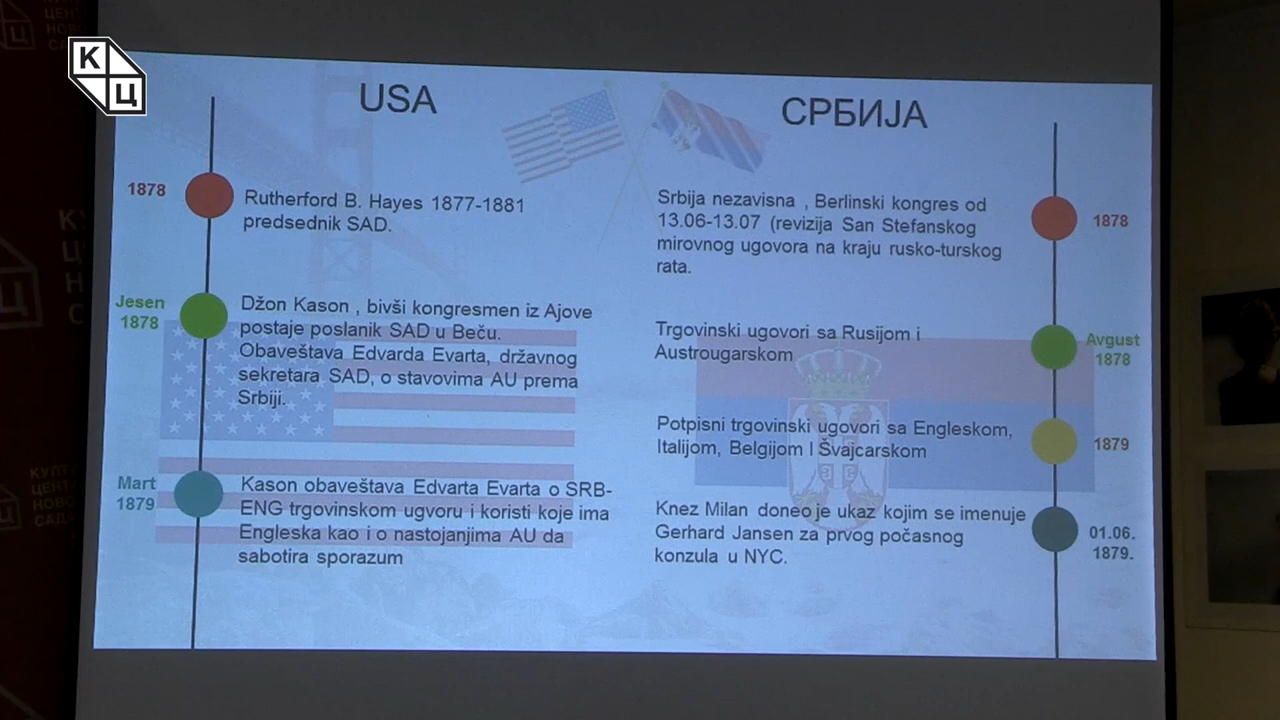 К
Ц
USA
1878
Rutherford B. Hayes 1877-1881
predsednik SAD.
Jesen
1878
Džon Kason , bivši kongresmen iz Ajove
postaje poslanik SAD u Beču.
Obaveštava Edvarda Evarta, državnog
sekretara SAD, o stavovima AU prema
Srbiji.
Mart
1879
Kason obaveštava Edvarta Evarta o SRB-
ENG trgovinskom ugvoru i koristi koje ima
Engleska kao i o nastojanjima AU da
sabotira sporazum
СРБИЈА
Srbija nezavisna , Berlinski kongres od
13.06-13.07 (revizija San Stefanskog
mirovnog ugovora na kraju rusko-turskog
rata.
1878
Trgovinski ugovori sa Rusijom i
Austrougarskom
Avgust
1878
Potpisni trgovinski ugovori sa Engleskom,
Italijom, Belgijom I Švajcarskom
1879
Knez Milan doneo je ukaz kojim se imenuje
Gerhard Jansen za prvog počasnog
konzula u NYC.
01.06.
1879.